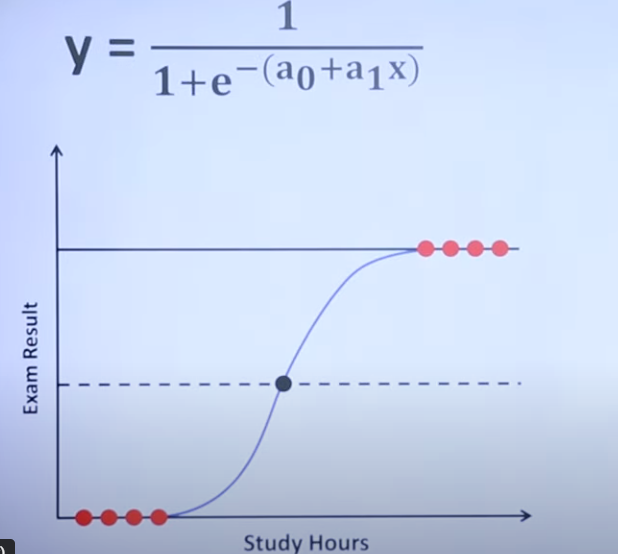 y = 1 / 1+e^-(a0+a1x)
Exam Result
Study Hours